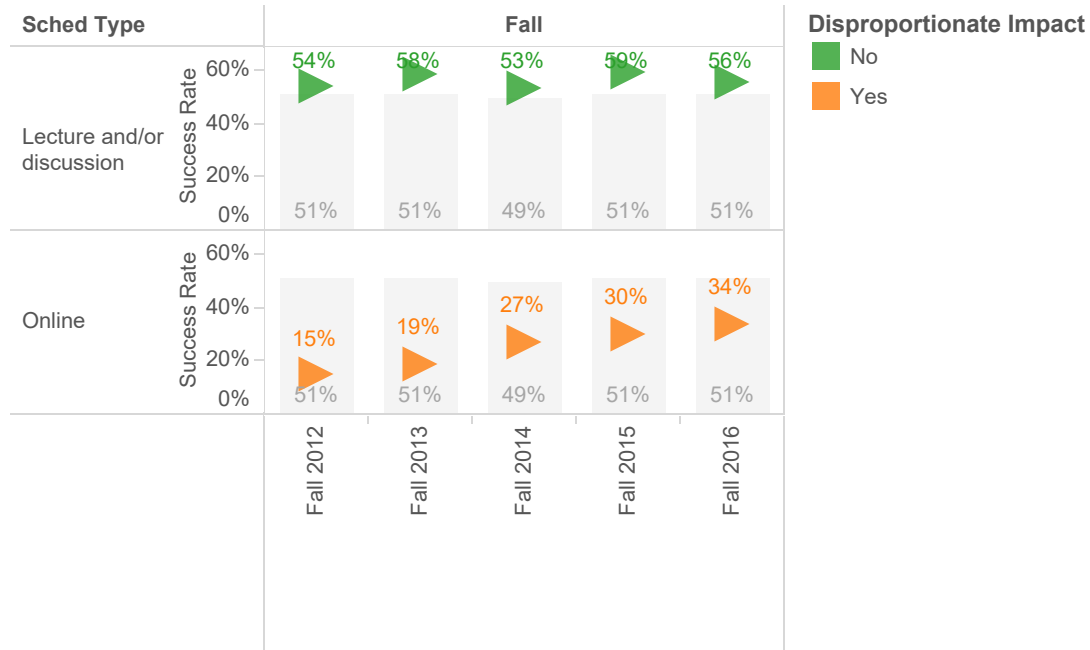 Sched Type
Fall
Disproportionate Impact
No
Yes
Lecture and/or
discussion
Success Rate
60%
40%
20%
0%
54%
58%
53%
59%
56%
51%
51%
49%
51%
51%
Online
Success Rate
60%
40%
20%
0%
15%
19%
27%
30%
34%
51%
51%
49%
51%
51%
Fall 2012
Fall 2013
Fall 2014
Fall 2015
Fall 2016